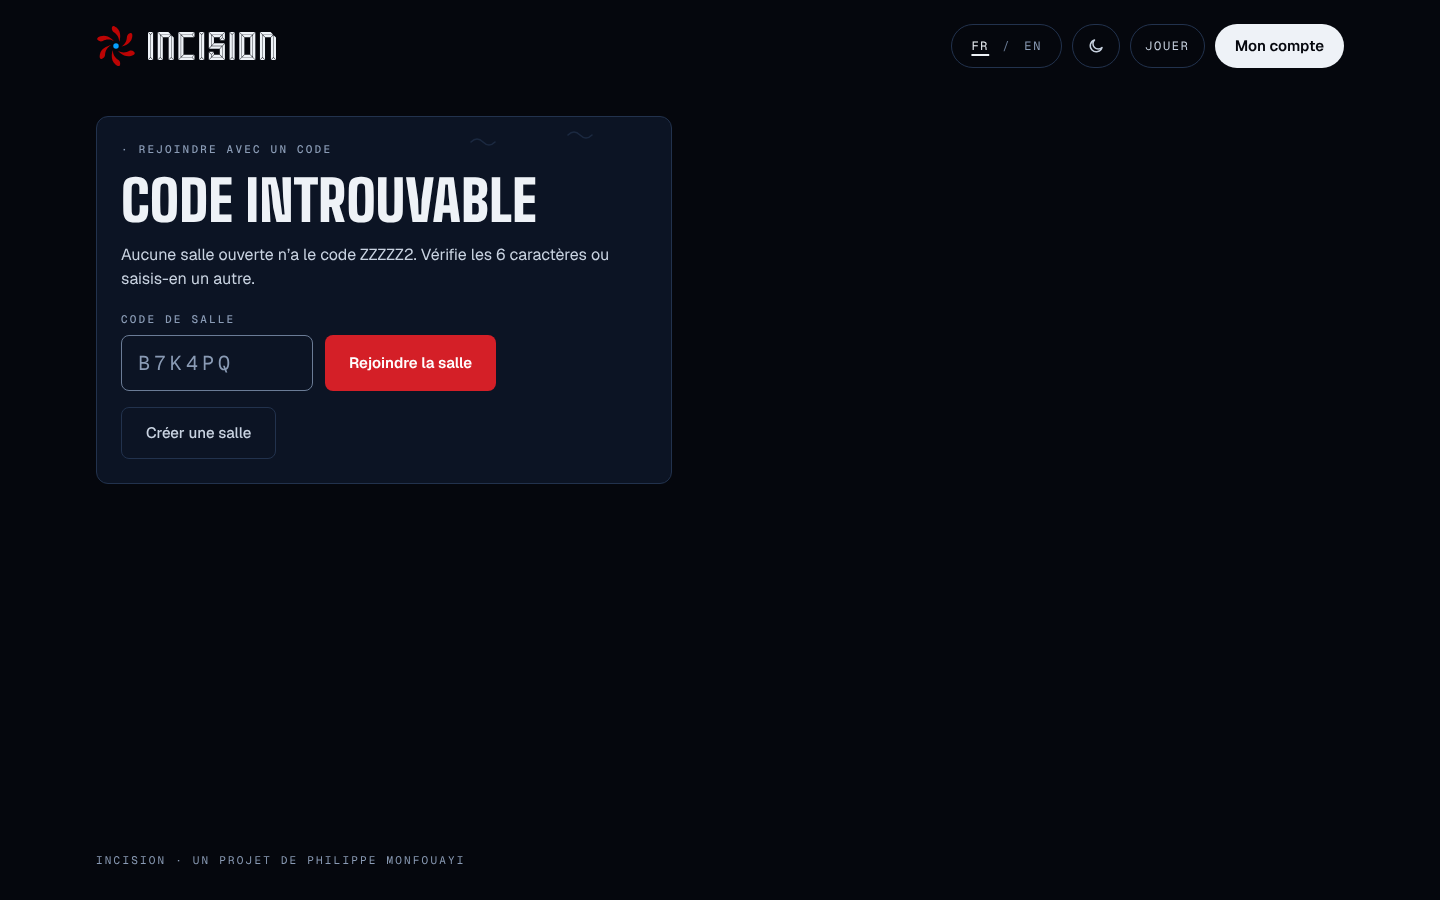 INCISION
FR / EN
JOUER
Mon compte
· REJOINDRE AVEC UN CODE
CODE INTROUVABLE
Aucune salle ouverte n'a le code ZZZZZ2. Vérifie les 6 caractères ou
saisis-en un autre.
CODE DE SALLE
B7K4PQ
Rejoindre la salle
Créer une salle
INCISION · UN PROJET DE PHILIPPE MONFOUAYI